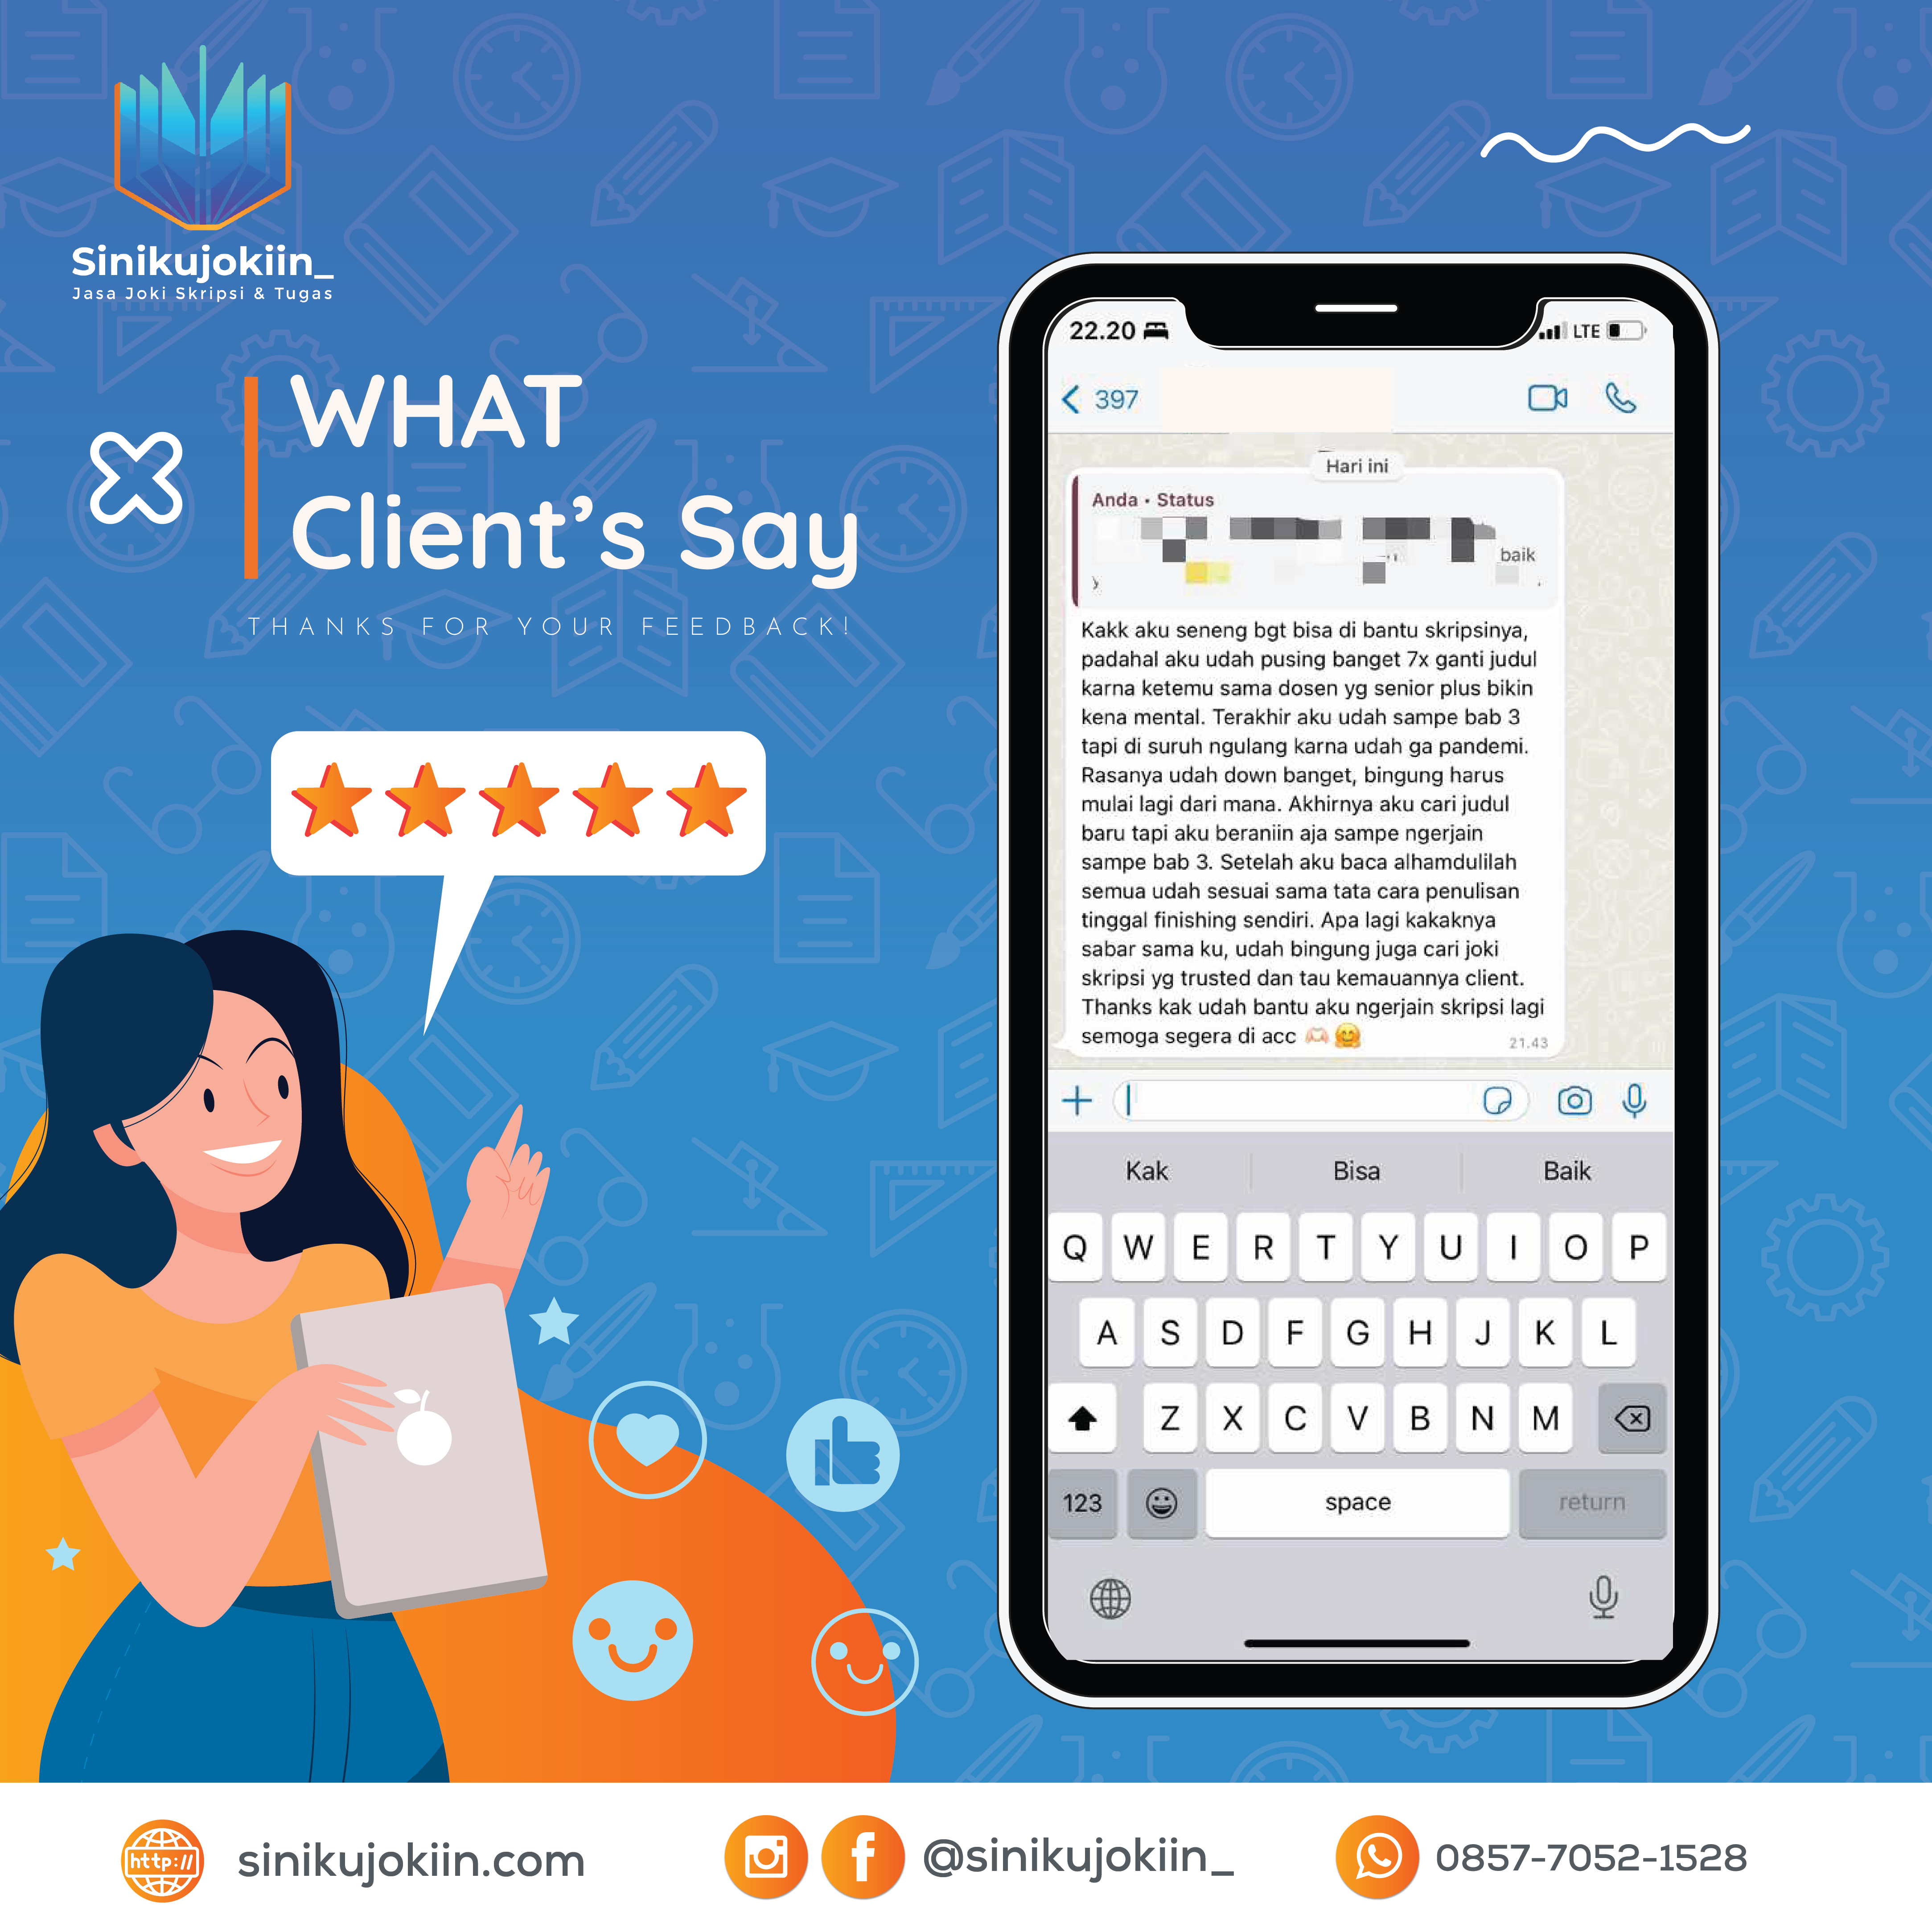 Sinikujokiin_
Jasa Joki Skripsi & Tugas
WHAT
Client's Say
THANKS FOR YOUR FEEDBACK!
22.20
LTE
397
Hari ini
Anda • Status
baik
Kakk aku seneng bgt bisa di bantu skripsinya,
padahal aku udah pusing banget 7x ganti judul
karna ketemu sama dosen yg senior plus bikin
kena mental. Terakhir aku udah sampe bab 3
tapi di suruh ngulang karna udah ga pandemi.
Rasanya udah down banget, bingung harus
mulai lagi dari mana. Akhirnya aku cari judul
baru tapi aku beraniin aja sampe ngerjain
sampe bab 3. Setelah aku baca alhamdulilah
semua udah sesuai sama tata cara penulisan
tinggal finishing sendiri. Apa lagi kakaknya
sabar sama ku, udah bingung juga cari joki
skripsi yg trusted dan tau kemauannya client.
Thanks kak udah bantu aku ngerjain skripsi lagi
semoga segera di acc 🫶🏻 🤗
21.43
Kak Bisa Baik
Q W E R T Y U I O P
A S D F G H J K L
Z X C V B N M
123 space return
http://
sinikujokiin.com
@sinikujokiin_
0857-7052-1528